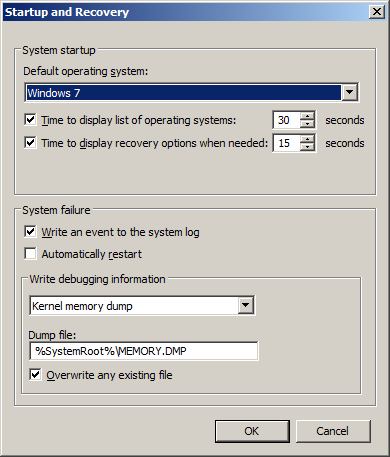 Startup and Recovery
System startup
Default operating system:
Windows 7
Time to display list of operating systems: 30 seconds
Time to display recovery options when needed: 15 seconds
System failure
Write an event to the system log
Automatically restart
Write debugging information
Kernel memory dump
Dump file:
%SystemRoot%\MEMORY.DMP
Overwrite any existing file
OK Cancel